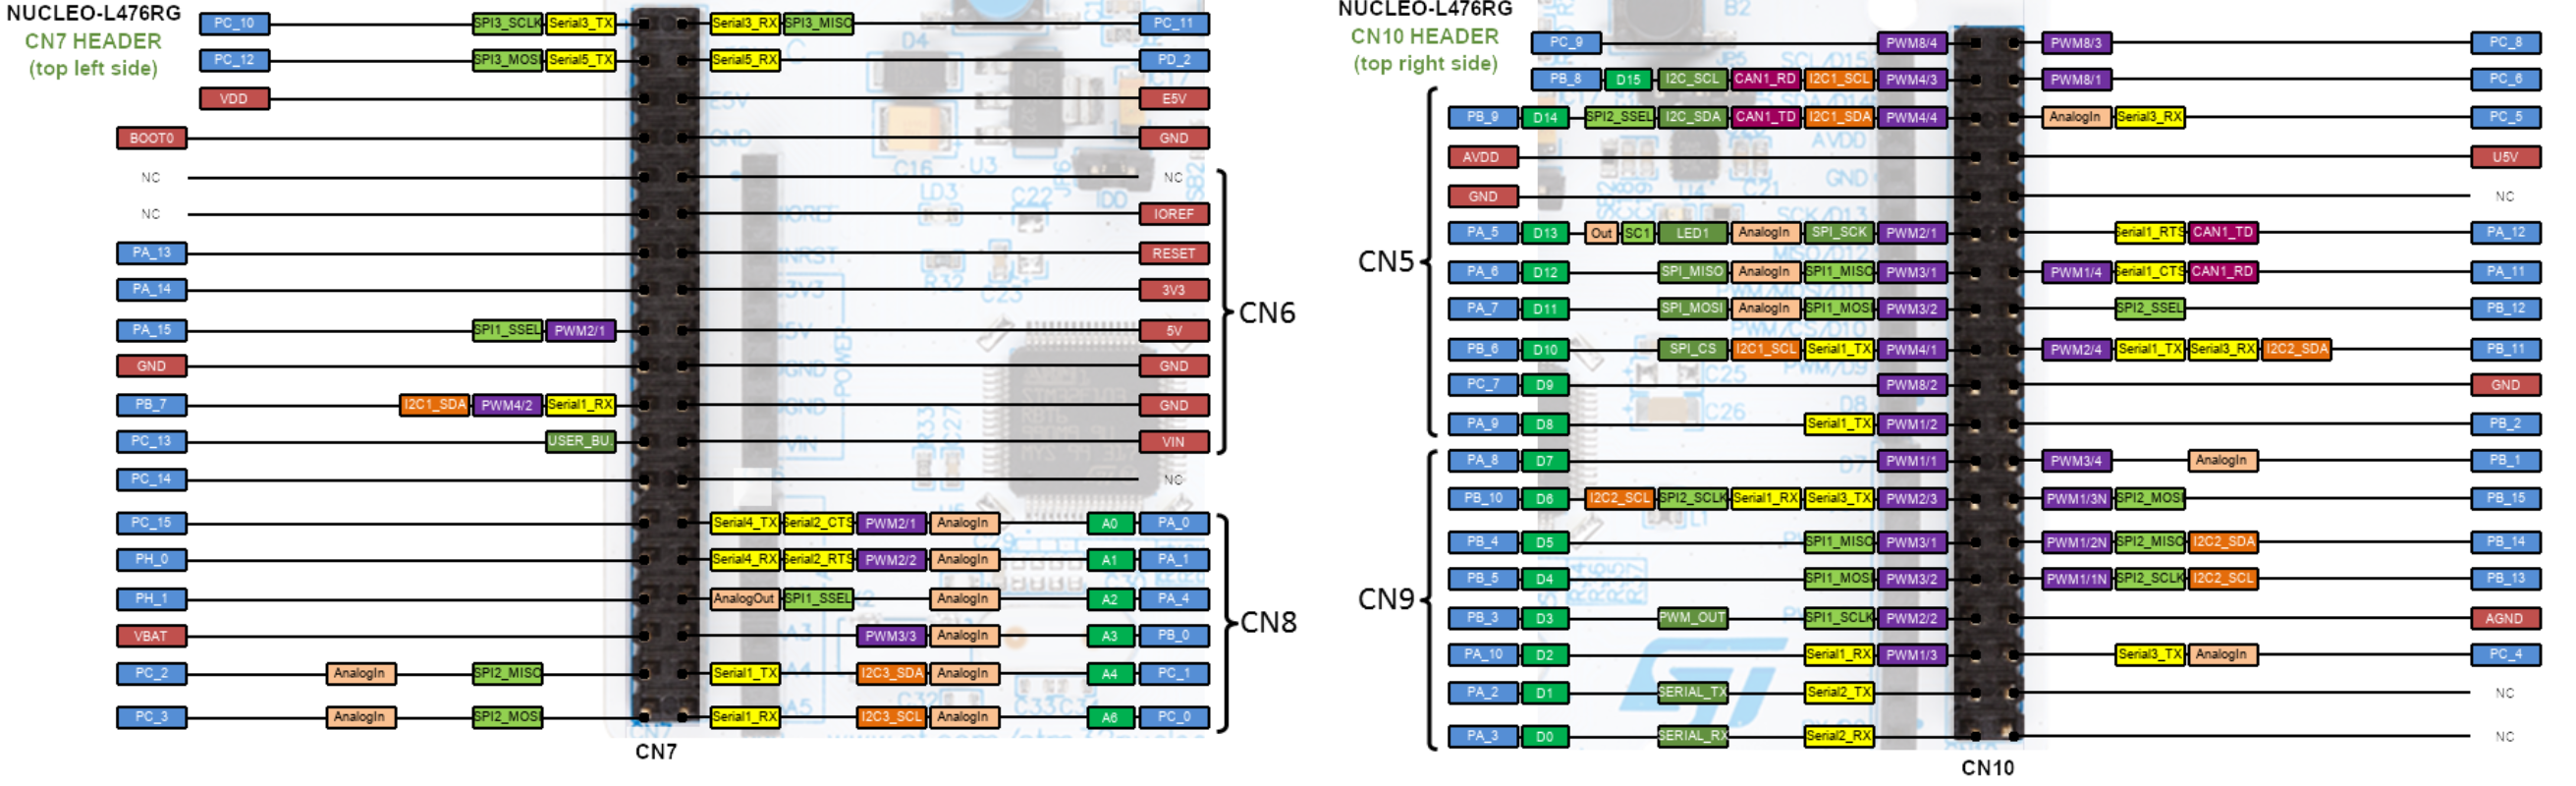 NUCLEO-L476RG
CN7 HEADER
(top left side)
PC_10 SPI3_SCLK Serial3_TX Serial3_RX SPI3_MISO PC_11
PC_12 SPI3_MOSI Serial5_TX Serial5_RX PD_2
VDD E5V
BOOT0 GND
NC NC
NC IOREF
PA_13 RESET
PA_14 3V3
PA_15 SPI1_SSEL PWM2/1 5V
GND GND
PB_7 I2C1_SDA PWM4/2 Serial1_RX GND
PC_13 USER_BU. VIN
PC_14 NC
PC_15 Serial4_TX Serial2_CTS PWM2/1 AnalogIn A0 PA_0
PH_0 Serial4_RX Serial2_RTS PWM2/2 AnalogIn A1 PA_1
PH_1 AnalogOut SPI1_SSEL AnalogIn A2 PA_4
VBAT PWM3/3 AnalogIn A3 PB_0
PC_2 AnalogIn SPI2_MISO Serial1_TX I2C3_SDA AnalogIn A4 PC_1
PC_3 AnalogIn SPI2_MOSI Serial1_RX I2C3_SCL AnalogIn A6 PC_0
CN6
CN8
CN7
NUCLEO-L476RG
CN10 HEADER
(top right side)
PC_9 PWM8/4 PWM8/3 PC_8
PB_8 D15 I2C_SCL CAN1_RD I2C1_SCL PWM4/3 PWM8/1 PC_6
PB_9 D14 SPI2_SSEL I2C_SDA CAN1_TD I2C1_SDA PWM4/4 AnalogIn Serial3_RX PC_5
AVDD U5V
GND NC
PA_5 D13 Out SC1 LED1 AnalogIn SPI_SCK PWM2/1 Serial1_RTS CAN1_TD PA_12
PA_6 D12 SPI_MISO AnalogIn SPI1_MISO PWM3/1 PWM1/4 Serial1_CTS CAN1_RD PA_11
PA_7 D11 SPI_MOSI AnalogIn SPI1_MOSI PWM3/2 SPI2_SSEL PB_12
PB_6 D10 SPI_CS I2C1_SCL Serial1_TX PWM4/1 PWM2/4 Serial1_TX Serial3_RX I2C2_SDA PB_11
PC_7 D9 PWM8/2 GND
PA_9 D8 Serial1_TX PWM1/2 PB_2
PA_8 D7 PWM1/1 PWM3/4 AnalogIn PB_1
PB_10 D6 I2C2_SCL SPI2_SCLK Serial1_RX Serial3_TX PWM2/3 PWM1/3N SPI2_MOSI PB_15
PB_4 D5 SPI1_MISO PWM3/1 PWM1/2N SPI2_MISO I2C2_SDA PB_14
PB_5 D4 SPI1_MOSI PWM3/2 PWM1/1N SPI2_SCLK I2C2_SCL PB_13
PB_3 D3 PWM_OUT SPI1_SCLK PWM2/2 AGND
PA_10 D2 Serial1_RX PWM1/3 Serial3_TX AnalogIn PC_4
PA_2 D1 SERIAL_TX Serial2_TX NC
PA_3 D0 SERIAL_RX Serial2_RX NC
CN5
CN9
CN10